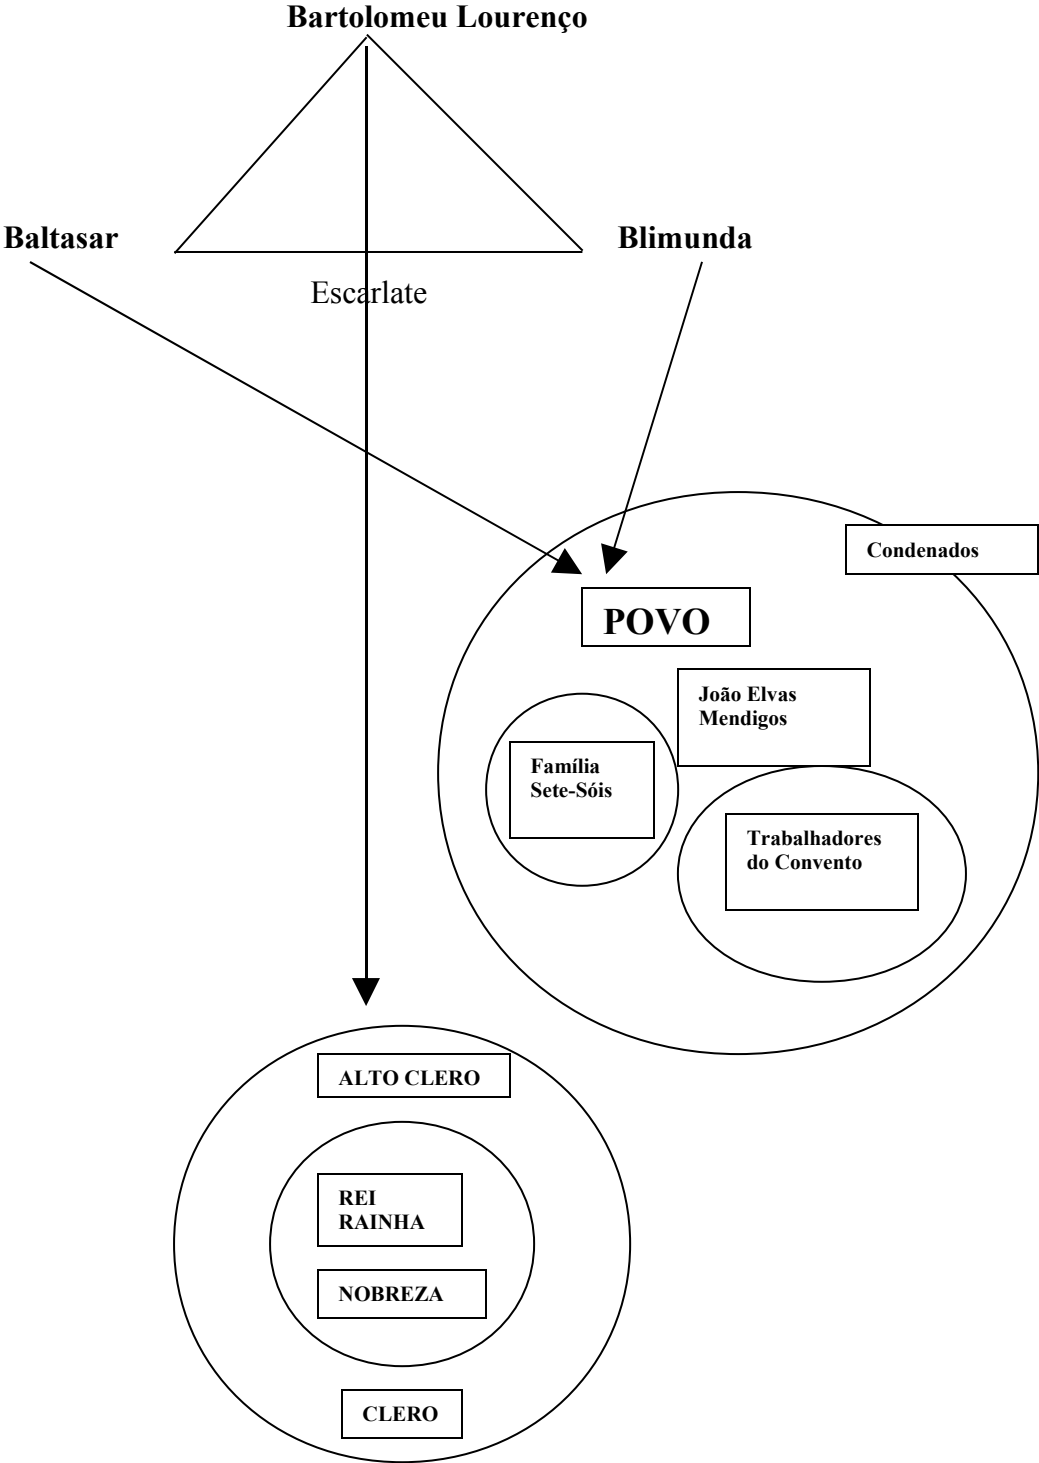 Bartolomeu Lourenço
Baltasar
Blimunda
Escarlate
Condenados
POVO
João Elvas
Mendigos
Família
Sete-Sóis
Trabalhadores
do Convento
ALTO CLERO
REI
RAINHA
NOBREZA
CLERO